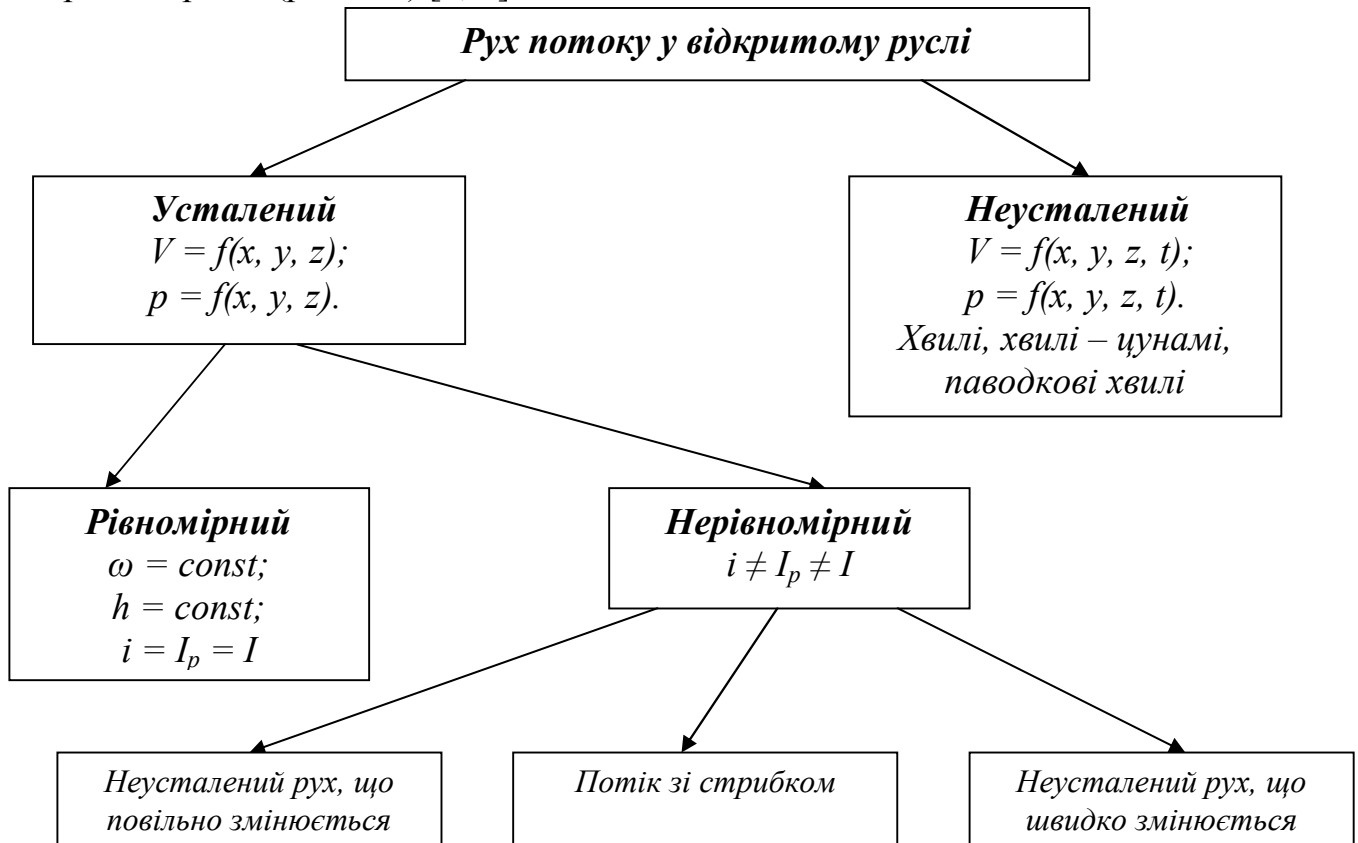 Рух потоку у відкритому руслі
Усталений
V = f(x, y, z);
p = f(x, y, z).
Неусталений
V = f(x, y, z, t);
p = f(x, y, z, t).
Хвилі, хвилі – цунамі,
паводкові хвилі
Рівномірний
ω = const;
h = const;
i = Iₚ = I
Нерівномірний
i ≠ Iₚ ≠ I
Неусталений рух, що
повільно змінюється
Потік зі стрибком
Неусталений рух, що
швидко змінюється